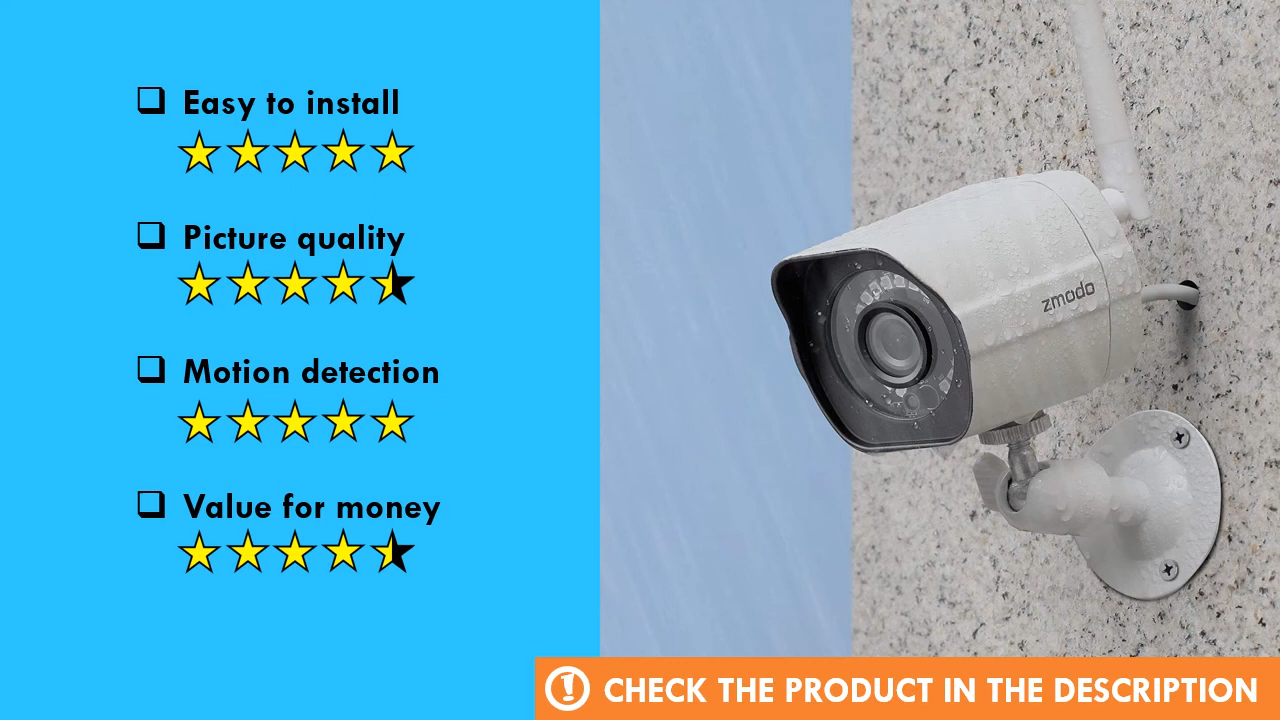 Easy to install
Picture quality
Motion detection
Value for money
zmodo
CHECK THE PRODUCT IN THE DESCRIPTION